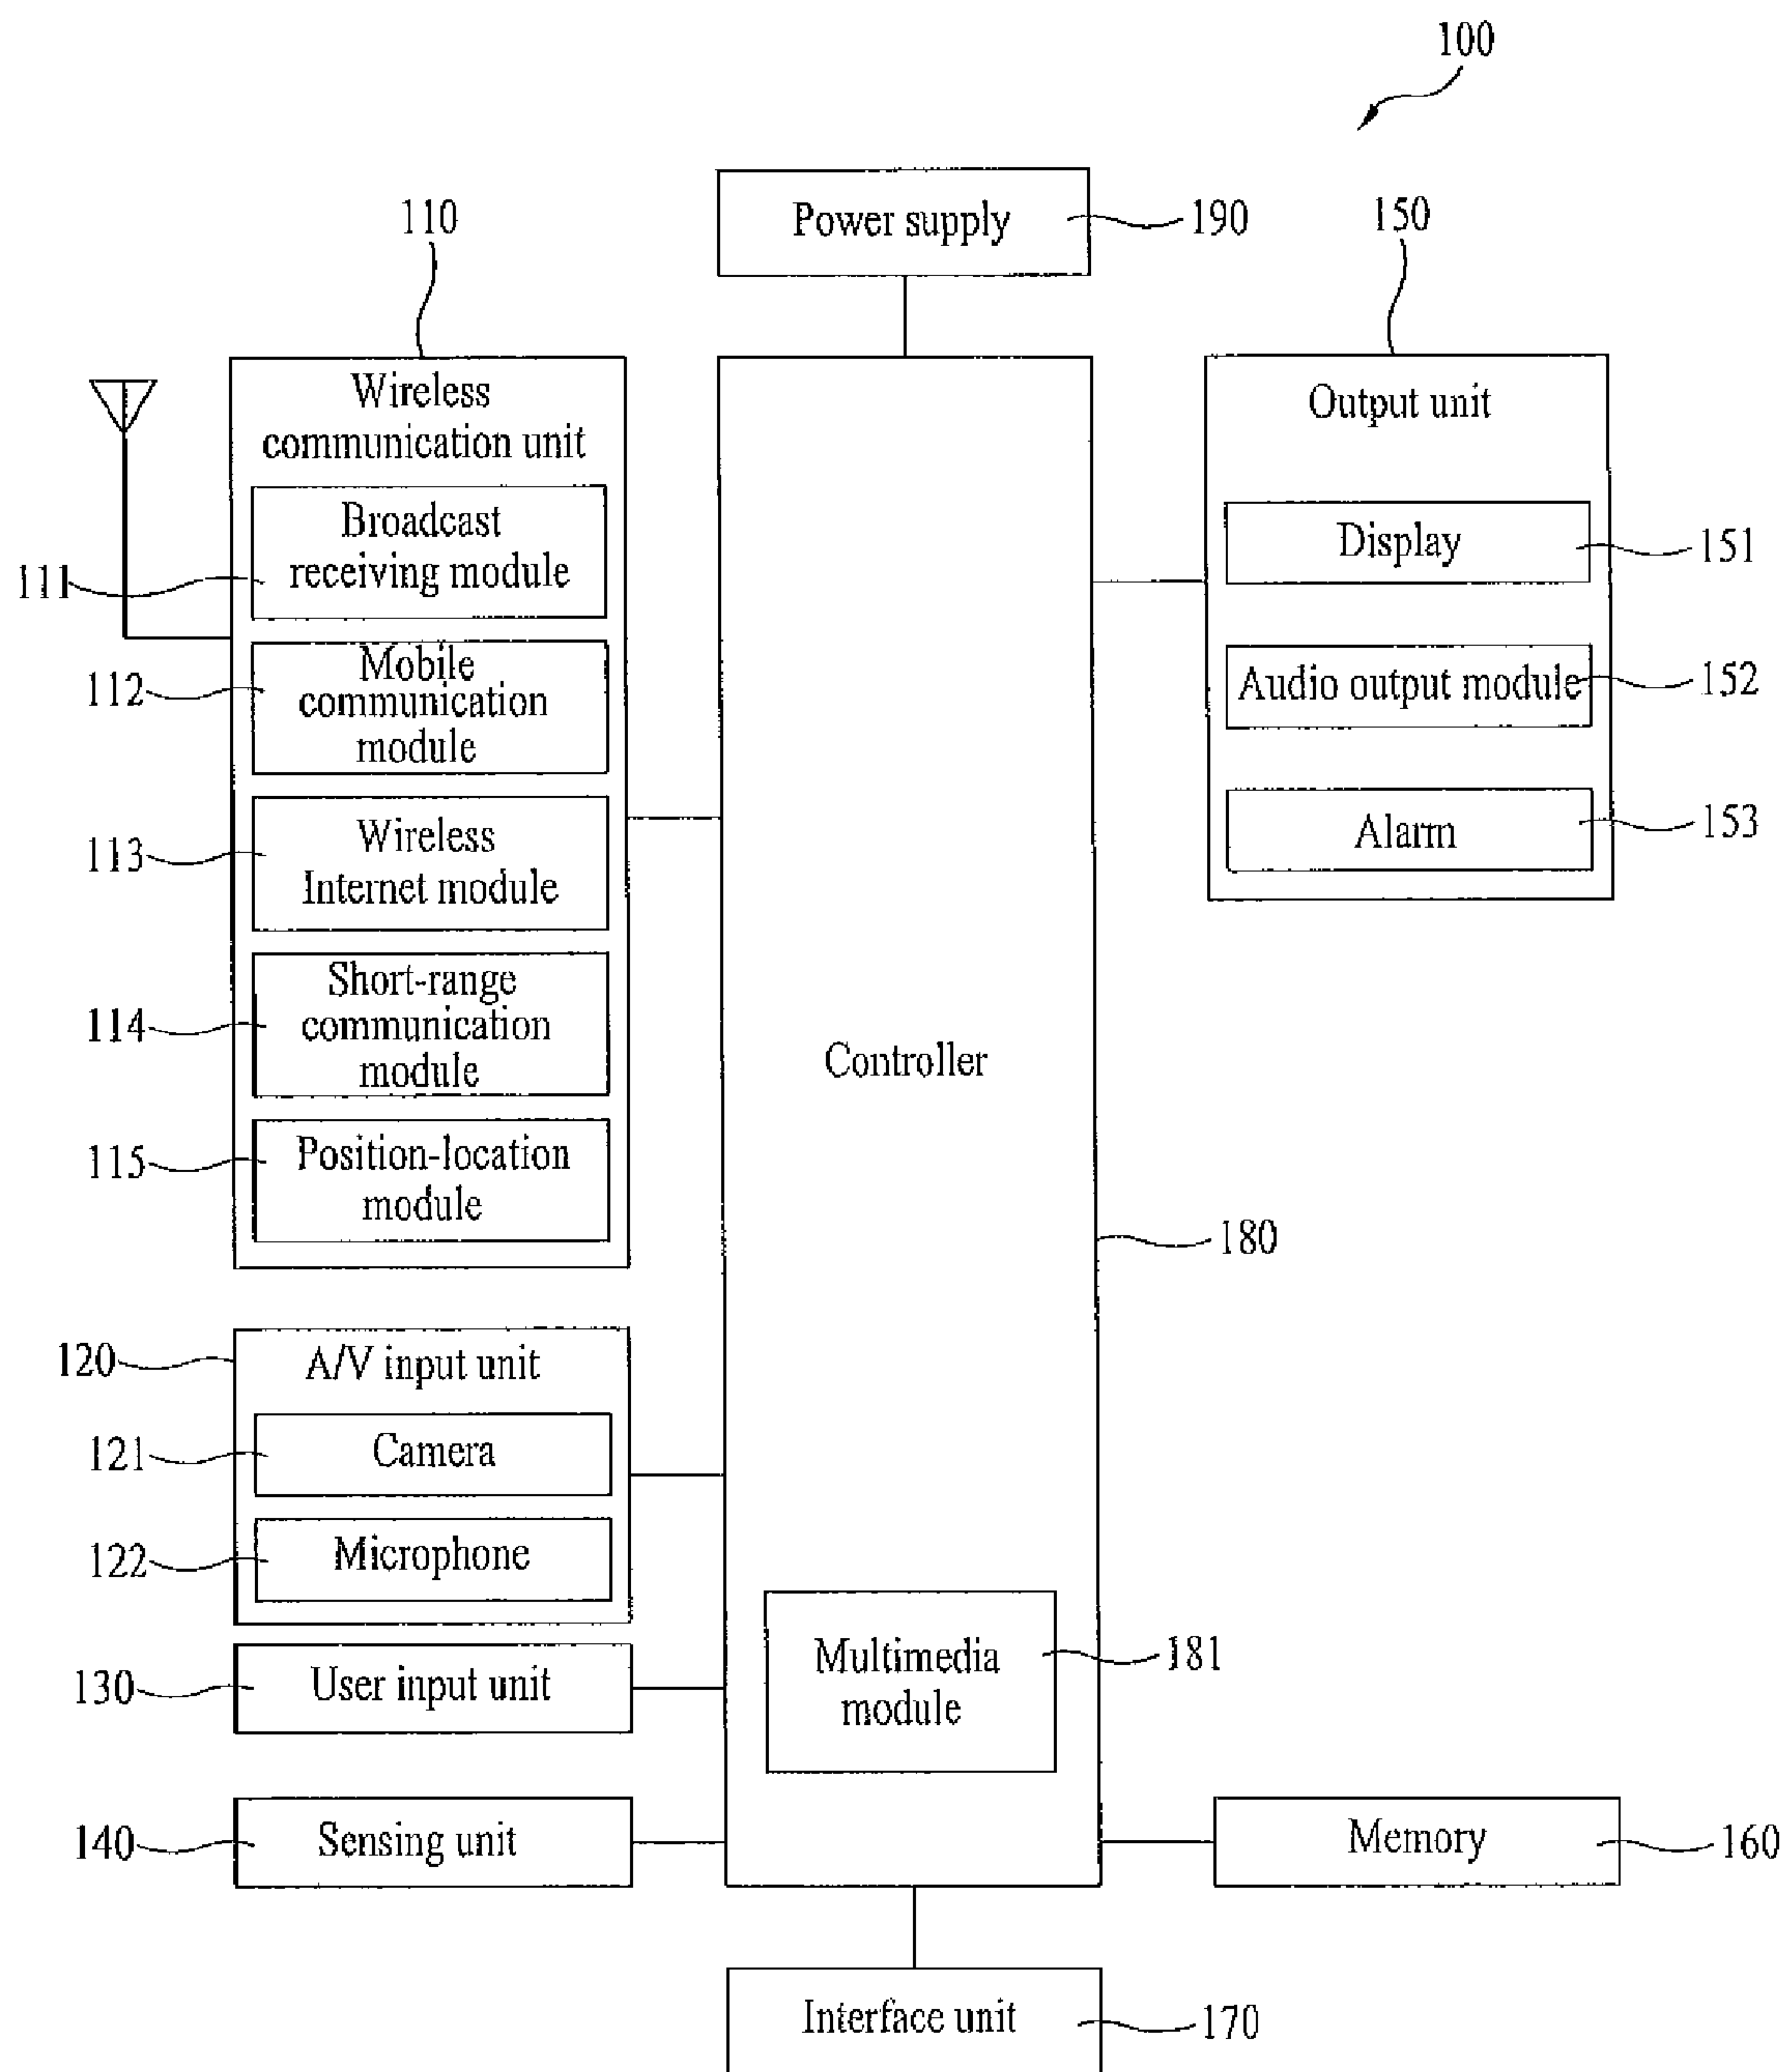 100
Power supply
190
110
150
Wireless
communication unit
Broadcast
receiving module
111
Mobile
communication
module
112
Wireless
Internet module
113
Short-range
communication
module
114
Position-location
module
115
Output unit
Display
151
Audio output module
152
Alarm
153
Controller
180
120
A/V input unit
121
Camera
122
Microphone
130
User input unit
Multimedia
module
181
140
Sensing unit
Memory
160
Interface unit
170